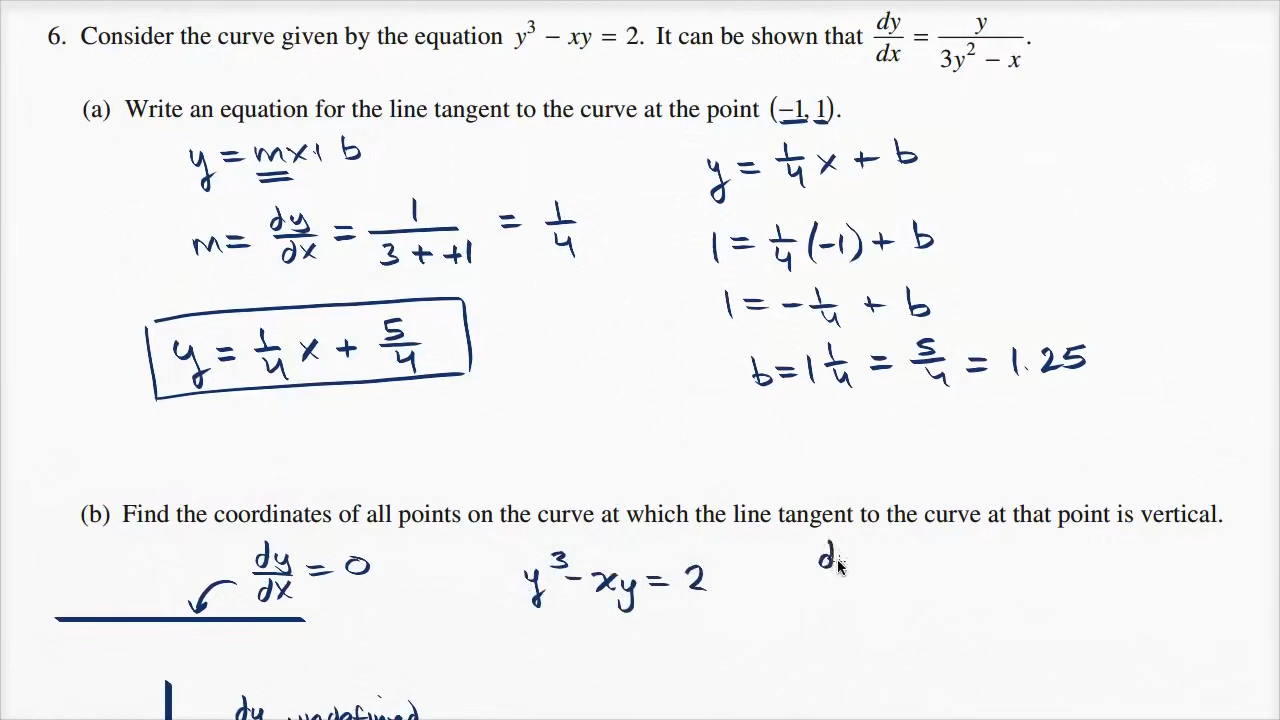 6. Consider the curve given by the equation y³ − xy = 2. It can be shown that dy/dx = y/(3y² − x).
(a) Write an equation for the line tangent to the curve at the point (−1, 1).
y = mx + b
m = dy/dx = 1/(3 + +1) = 1/4
y = 1/4 x + 5/4
y = 1/4 x + b
1 = 1/4 (-1) + b
1 = - 1/4 + b
b = 1 1/4 = 5/4 = 1.25
(b) Find the coordinates of all points on the curve at which the line tangent to the curve at that point is vertical.
dy/dx = 0
y³ - xy = 2
d
dy undefined